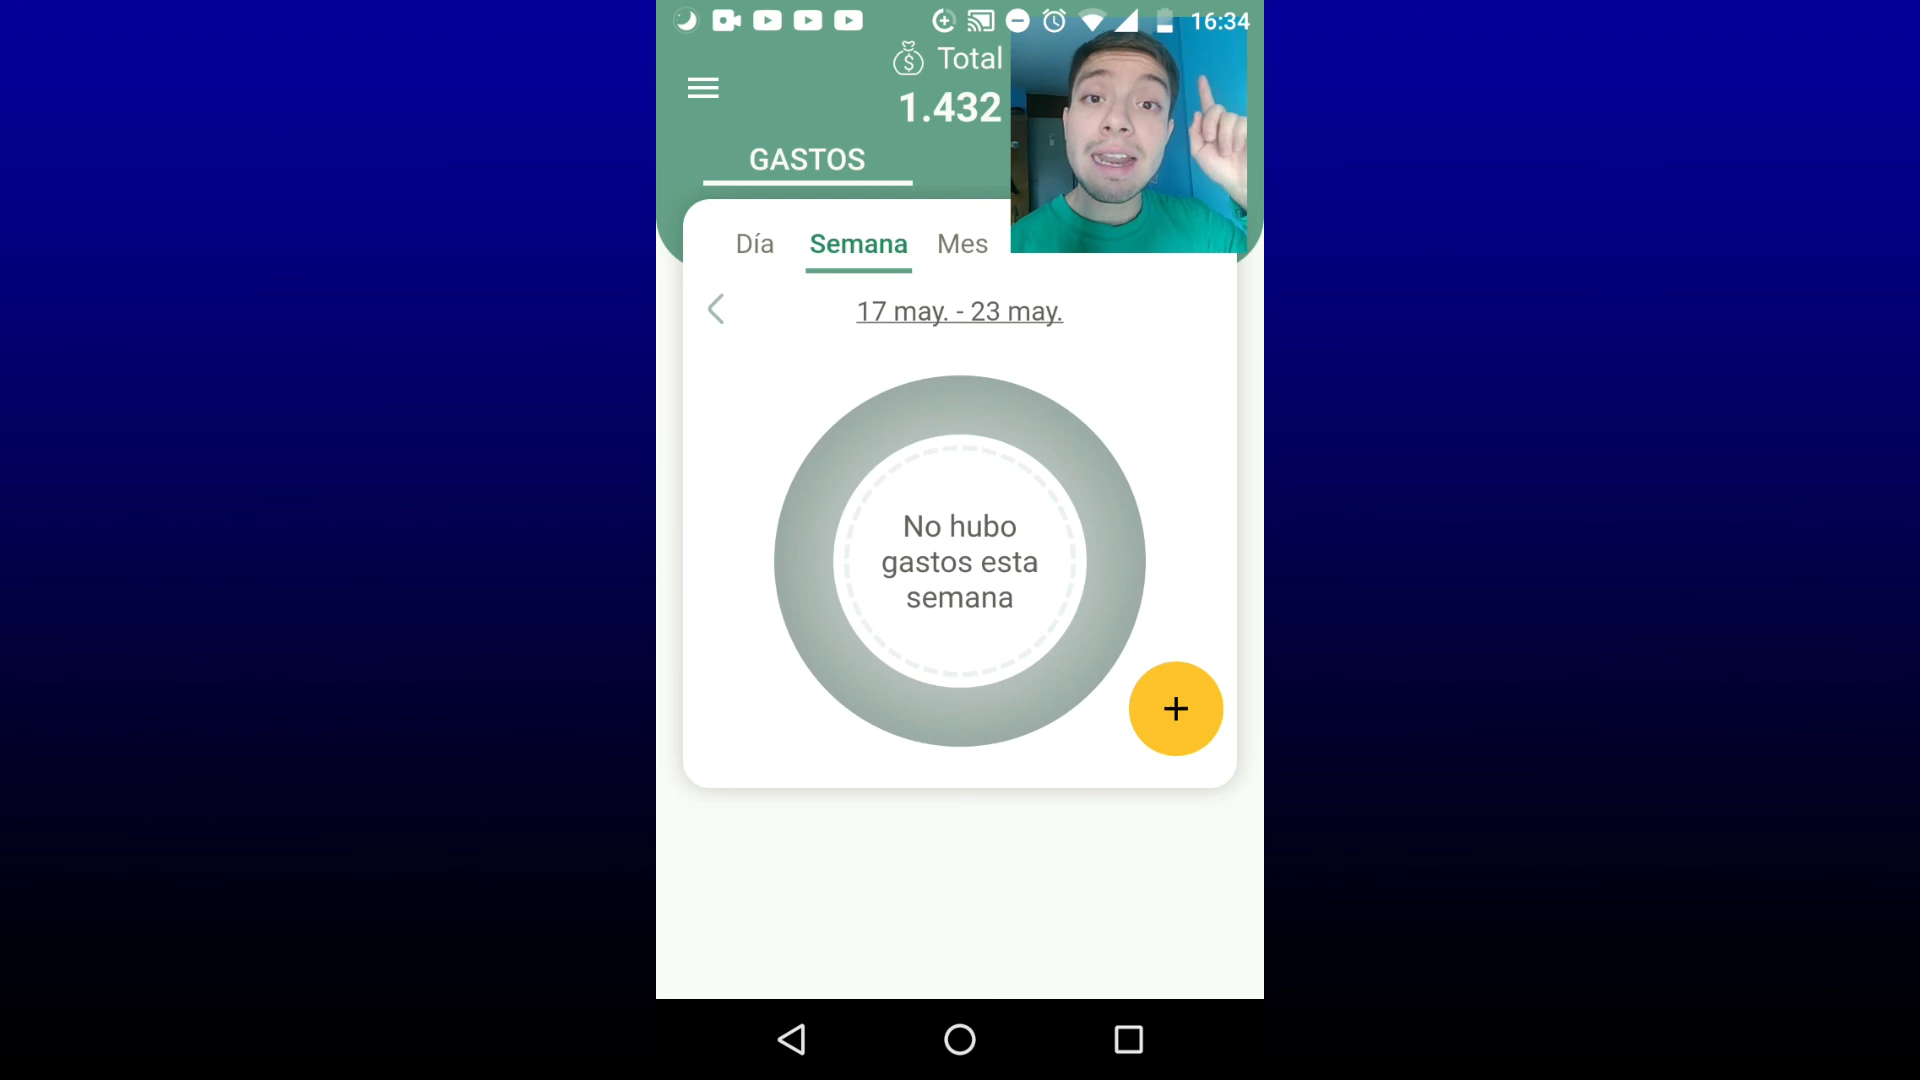 16:34
Total
1.432
GASTOS
Día Semana Mes
17 may. - 23 may.
No hubo
gastos esta
semana
+